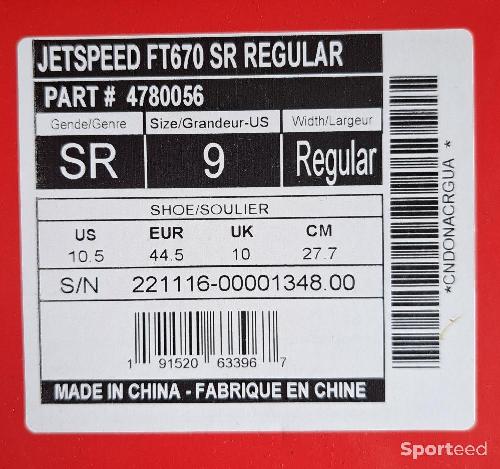 JETSPEED FT670 SR REGULAR
PART # 4780056
Gende/Genre Size/Grandeur-US Width/Largeur
SR 9 Regular
SHOE/SOULIER
US EUR UK CM
10.5 44.5 10 27.7
S/N 221116-00001348.00
1 91520 63396 7
MADE IN CHINA - FABRIQUE EN CHINE
*CNDONACRGUA *
Sporteed